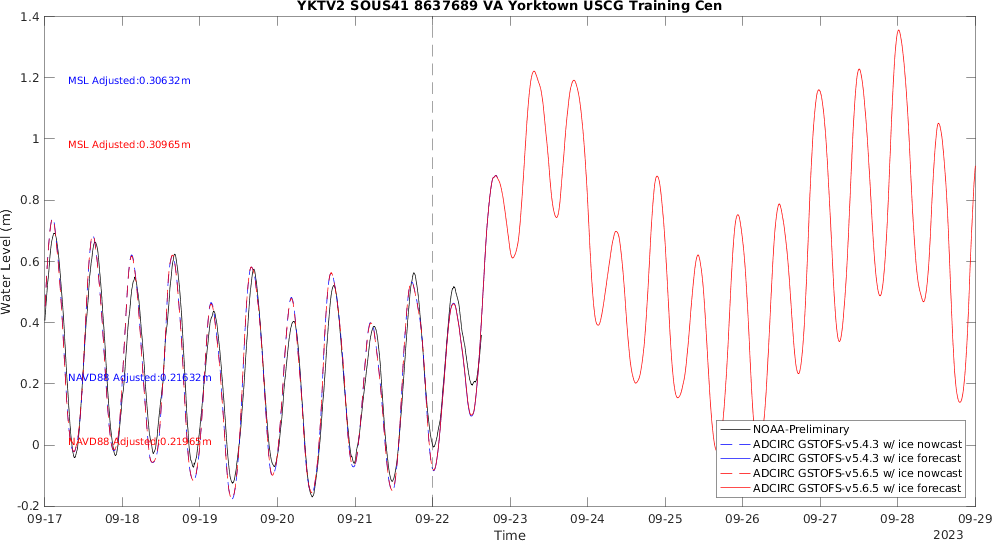 YKTV2 SOUS41 8637689 VA Yorktown USCG Training Cen
1.4
1.2
1
0.8
0.6
0.4
0.2
0
-0.2
Water Level (m)
MSL Adjusted:0.30632m
MSL Adjusted:0.30965m
NAVD88 Adjusted:0.21632m
NAVD88 Adjusted:0.21965m
NOAA-Preliminary
ADCIRC GSTOFS-v5.4.3 w/ ice nowcast
ADCIRC GSTOFS-v5.4.3 w/ ice forecast
ADCIRC GSTOFS-v5.6.5 w/ ice nowcast
ADCIRC GSTOFS-v5.6.5 w/ ice forecast
09-17 09-18 09-19 09-20 09-21 09-22 09-23 09-24 09-25 09-26 09-27 09-28 09-29
Time
2023